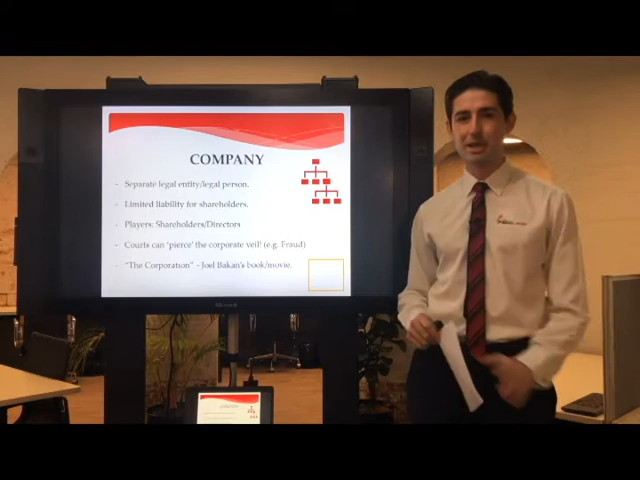 COMPANY
- Separate legal entity/legal person.
- Limited liability for shareholders.
- Players: Shareholders/Directors
- Courts can 'pierce' the corporate veil! (e.g. Fraud)
- "The Corporation" – Joel Bakan's book/movie.